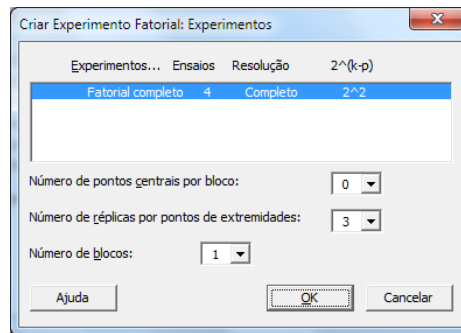 Criar Experimento Fatorial: Experimentos
Experimentos... Ensaios Resolução 2^(k-p)
Fatorial completo 4 Completo 2^2
Número de pontos centrais por bloco: 0
Número de réplicas por pontos de extremidades: 3
Número de blocos: 1
Ajuda OK Cancelar